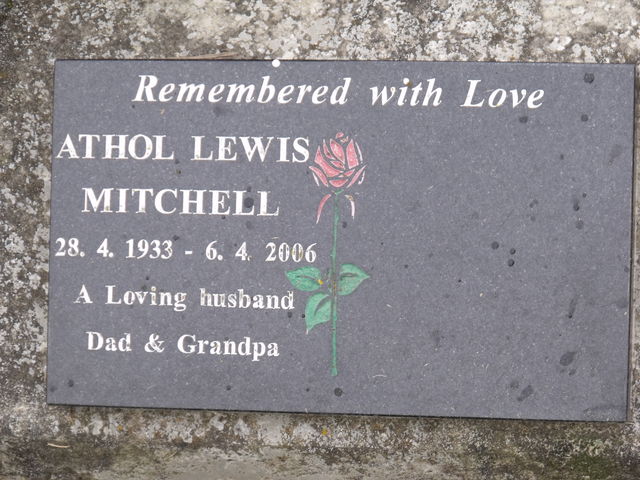 Remembered with Love
ATHOL LEWIS
MITCHELL
28. 4. 1933 - 6. 4. 2006
A Loving husband
Dad & Grandpa